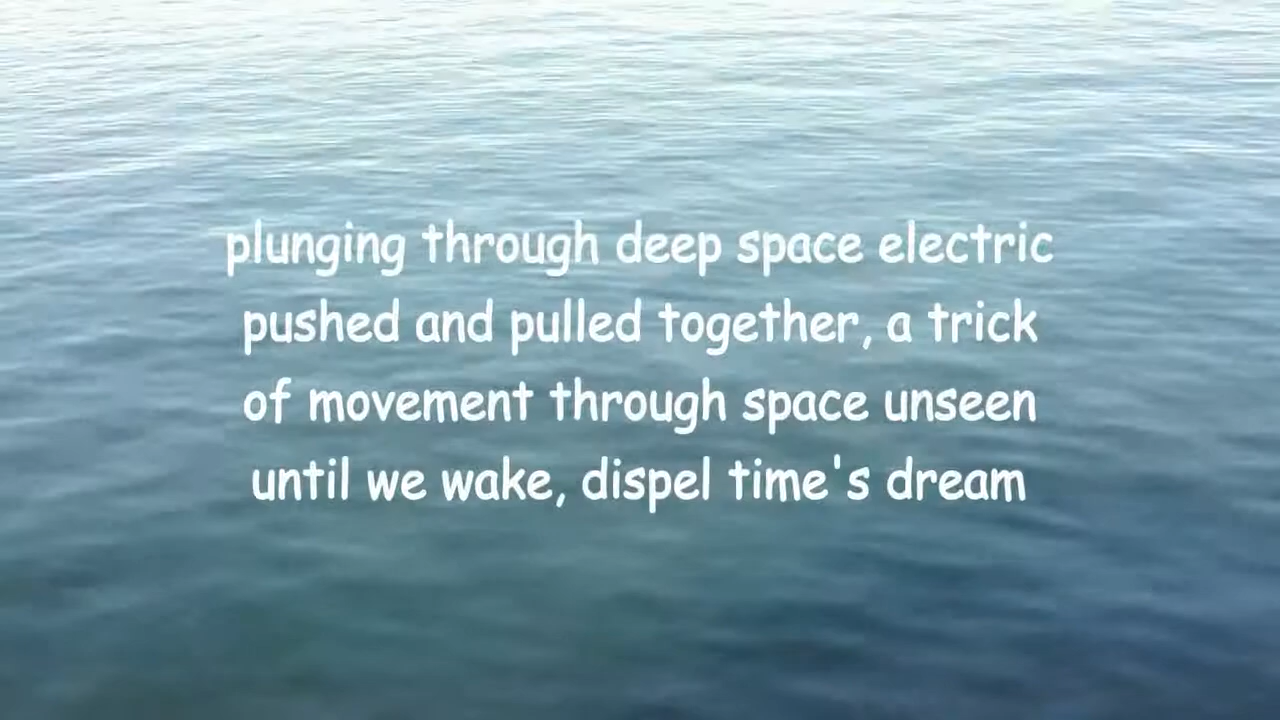 plunging through deep space electric
pushed and pulled together, a trick
of movement through space unseen
until we wake, dispel time's dream